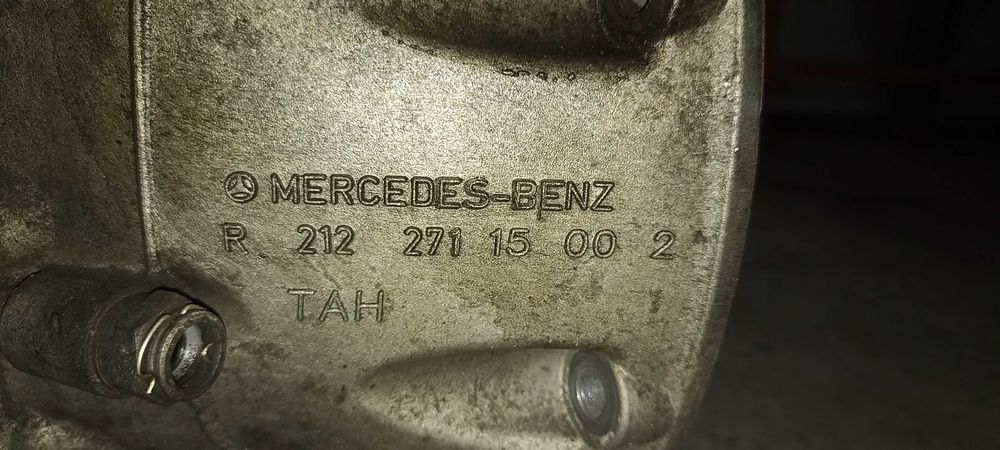 MERCEDES-BENZ
R 212 271 15 00 2
TAH